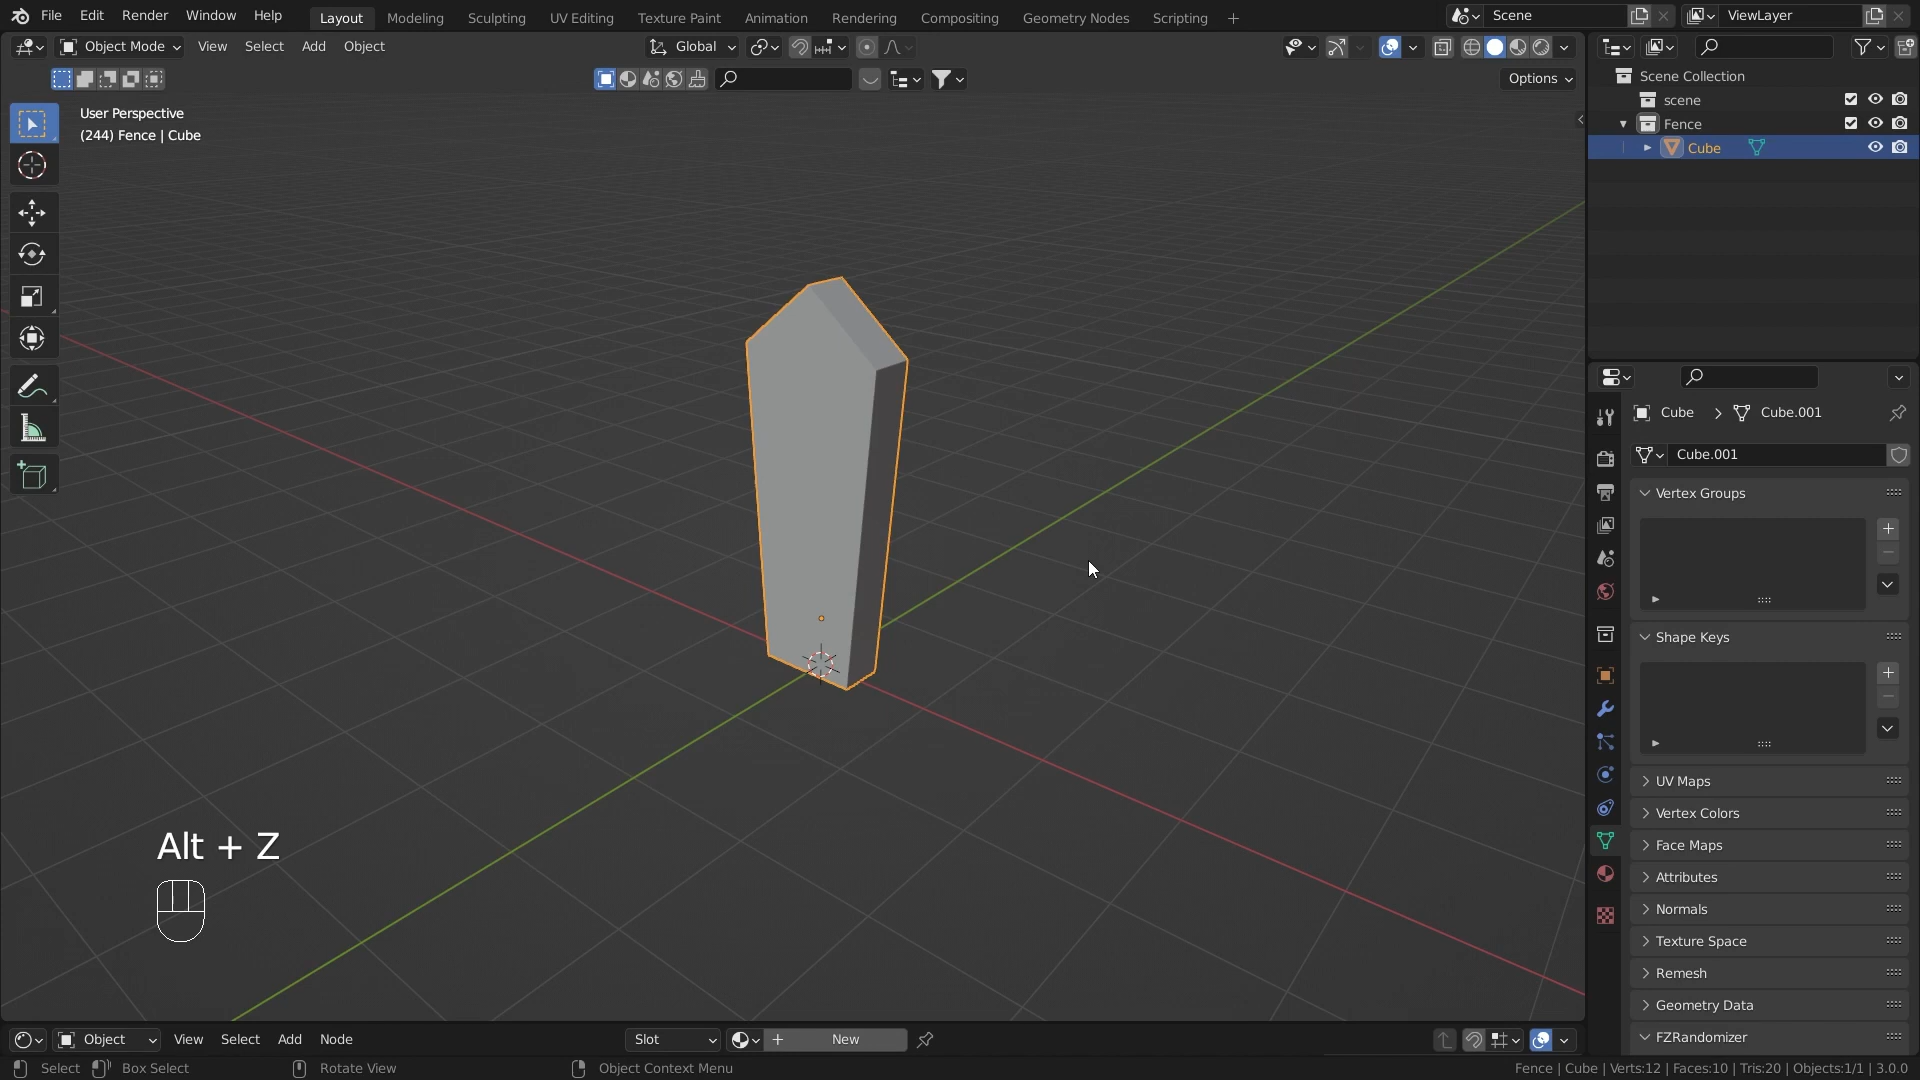 File Edit Render Window Help Layout Modeling Sculpting UV Editing Texture Paint Animation Rendering Compositing Geometry Nodes Scripting + Scene ViewLayer
Object Mode View Select Add Object Global
Options
User Perspective
(244) Fence | Cube
Scene Collection
scene
Fence
Cube
Cube > Cube.001
Cube.001
Vertex Groups
Shape Keys
UV Maps
Vertex Colors
Face Maps
Attributes
Normals
Texture Space
Remesh
Geometry Data
FZRandomizer
Alt + Z
Object View Select Add Node Slot + New
Select Box Select Rotate View Object Context Menu Fence | Cube | Verts:12 | Faces:10 | Tris:20 | Objects:1/1 | 3.0.0